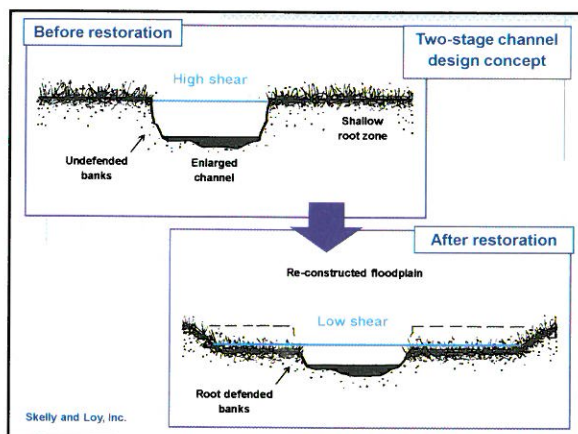 Before restoration
Two-stage channel
design concept
High shear
Shallow
root zone
Undefended
banks
Enlarged
channel
After restoration
Re-constructed floodplain
Low shear
Root defended
banks
Skelly and Loy, Inc.